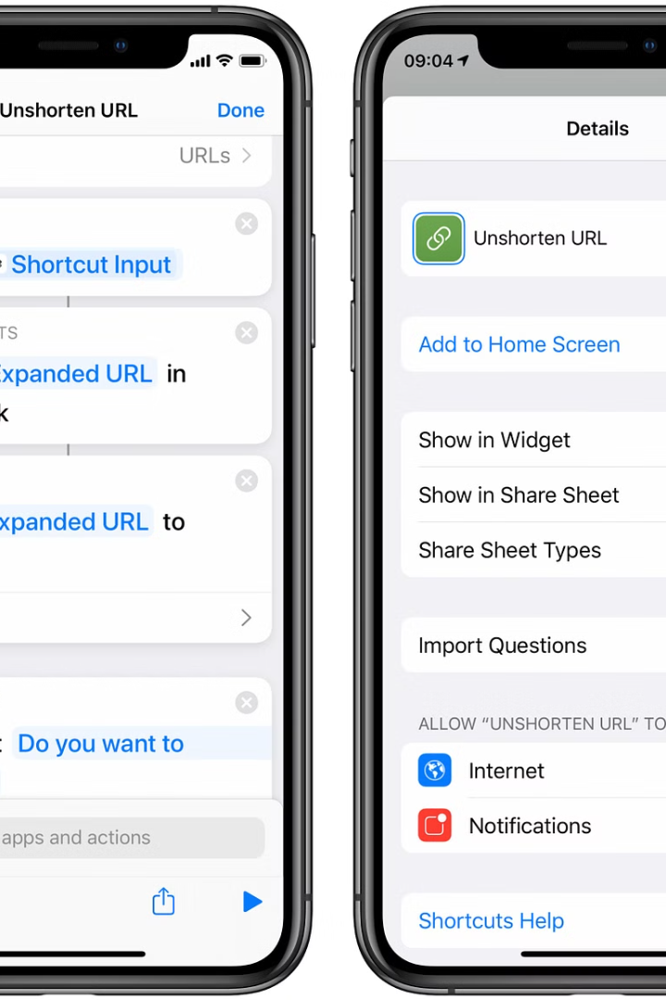 Unshorten URL
Done
URLs
Shortcut Input
TS
Expanded URL in
k
xpanded URL to
: Do you want to
apps and actions
09:04
Details
Unshorten URL
Add to Home Screen
Show in Widget
Show in Share Sheet
Share Sheet Types
Import Questions
ALLOW “UNSHORTEN URL” TO
Internet
Notifications
Shortcuts Help